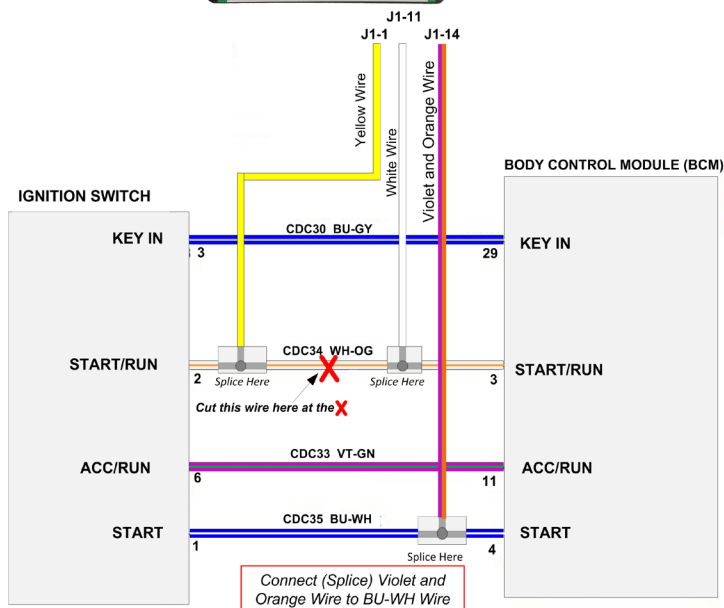 J1-11
J1-1
J1-14
Yellow Wire
White Wire
Violet and Orange Wire
BODY CONTROL MODULE (BCM)
IGNITION SWITCH
KEY IN
3
CDC30 BU-GY
29
KEY IN
START/RUN
2
Splice Here
CDC34 WH-OG
Splice Here
3
START/RUN
Cut this wire here at the X
ACC/RUN
6
CDC33 VT-GN
11
ACC/RUN
START
1
CDC35 BU-WH
4
START
Splice Here
Connect (Splice) Violet and
Orange Wire to BU-WH Wire